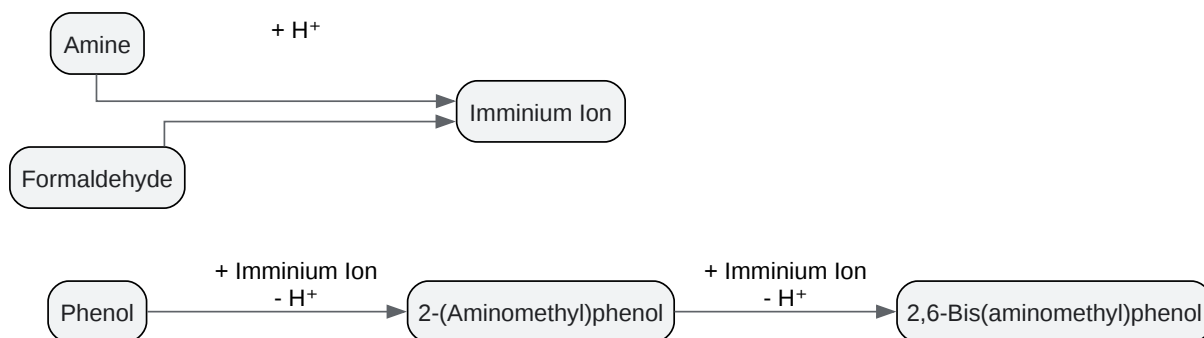 Amine
+ H⁺
Imminium Ion
Formaldehyde
+ Imminium Ion
- H⁺
+ Imminium Ion
- H⁺
Phenol
2-(Aminomethyl)phenol
2,6-Bis(aminomethyl)phenol